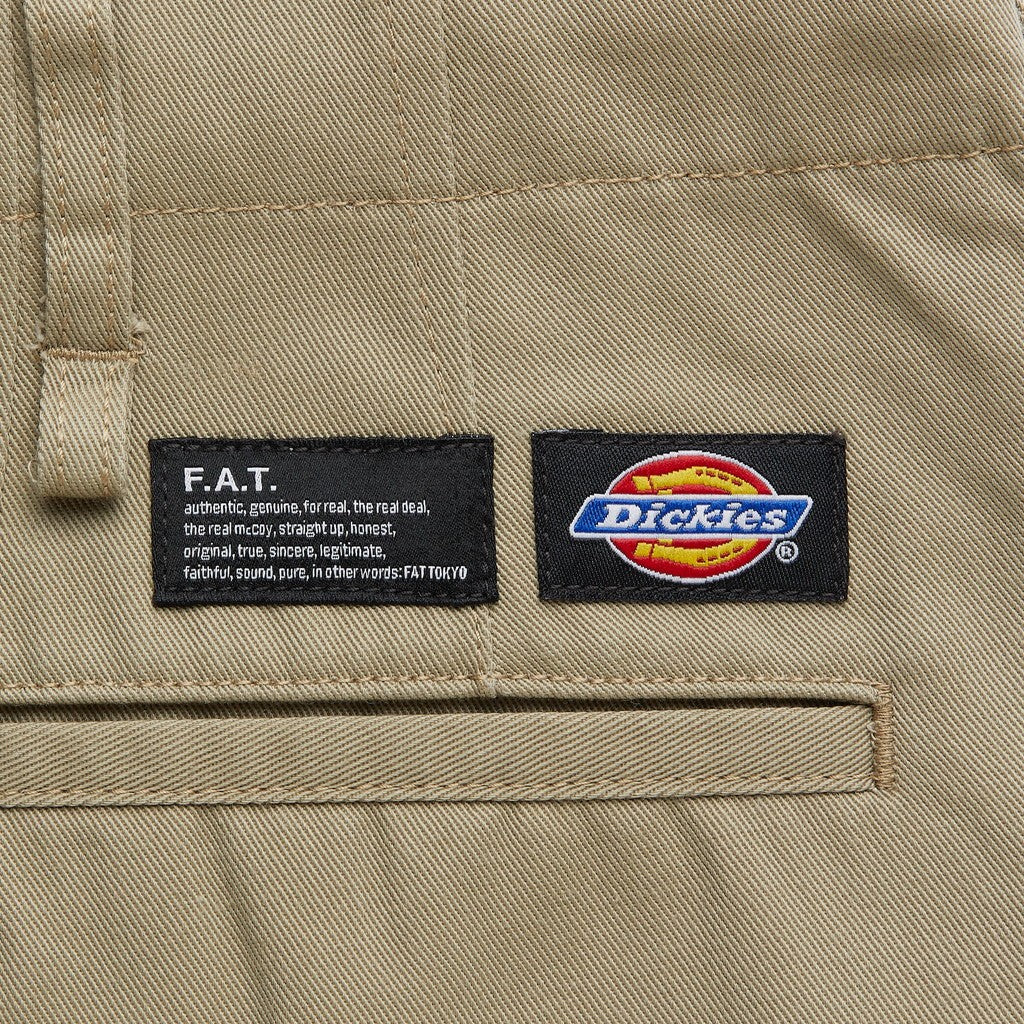 F.A.T.
authentic, genuine, for real, the real deal,
the real mccoy, straight up, honest,
original, true, sincere, legitimate,
faithful, sound, pure, in other words: FAT TOKYO
Dickies
®